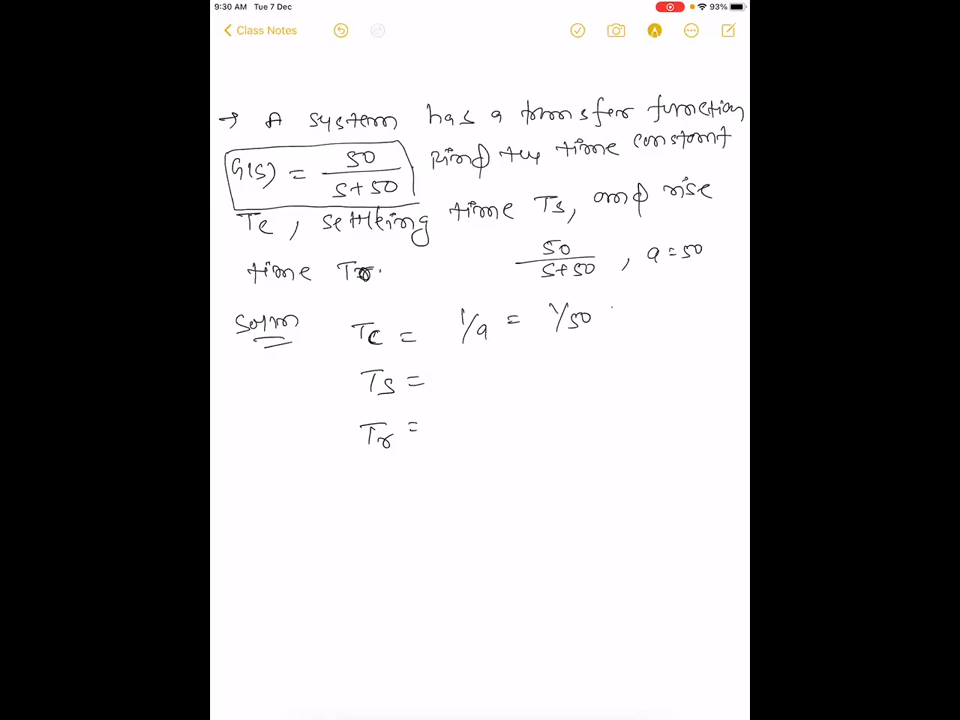 9:30 AM Tue 7 Dec 93%
Class Notes
→ A system has a transfer function
G(s) = 50 / s+50 Find the time constant
Tc, settling time Ts, and rise
time Tr.
50 / s+50 , a = 50
Soln
Tc = 1/a = 1/50
Ts =
Tr =